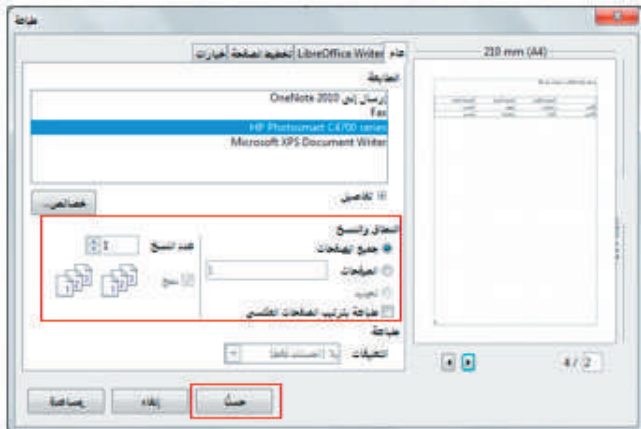 طباعة
عام LibreOffice Writer تخطيط الصفحة خيارات
الطابعة
إرسال إلى OneNote 2010
Fax
HP Photosmart C4700 series
Microsoft XPS Document Writer
تفاصيل
خصائص...
النطاق والنسخ
جميع الصفحات
عدد النسخ 1
الصفحات 1
نسخ
طباعة بترتيب الصفحات العكسي
طباعة
التعليقات
210 mm (A4)
4 / 2
حسنًا
إلغاء
مساعدة